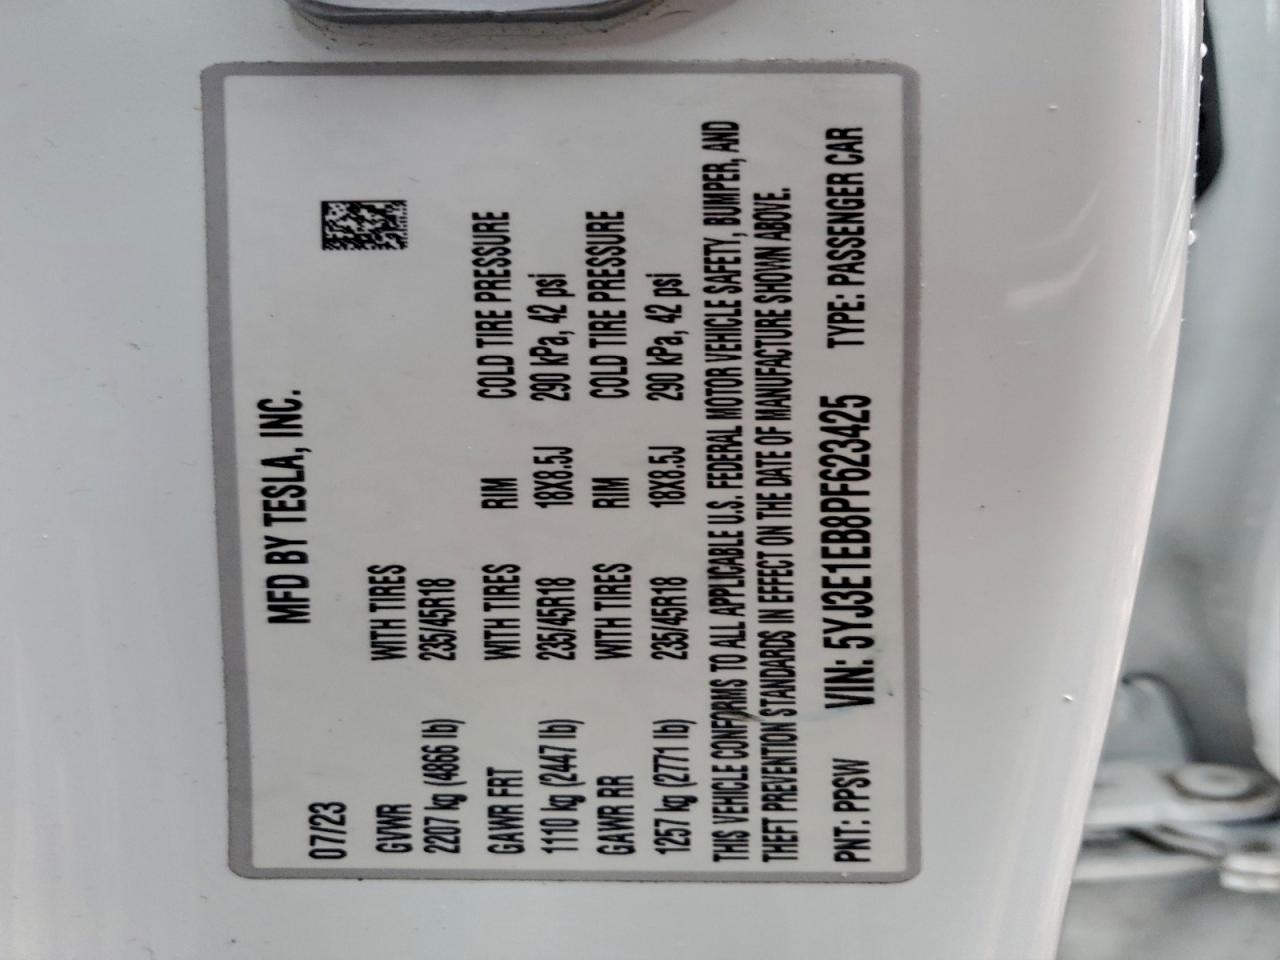 MFD BY TESLA, INC.
07/23
GVWR WITH TIRES
2207 kg (4866 lb) 235/45R18
GAWR FRT WITH TIRES RIM COLD TIRE PRESSURE
1110 kg (2447 lb) 235/45R18 18X8.5J 290 kPa, 42 psi
GAWR RR WITH TIRES RIM COLD TIRE PRESSURE
1257 kg (2771 lb) 235/45R18 18X8.5J 290 kPa, 42 psi
THIS VEHICLE CONFORMS TO ALL APPLICABLE U.S. FEDERAL MOTOR VEHICLE SAFETY, BUMPER, AND
THEFT PREVENTION STANDARDS IN EFFECT ON THE DATE OF MANUFACTURE SHOWN ABOVE.
PNT: PPSW VIN: 5YJ3E1EB8PF623425 TYPE: PASSENGER CAR